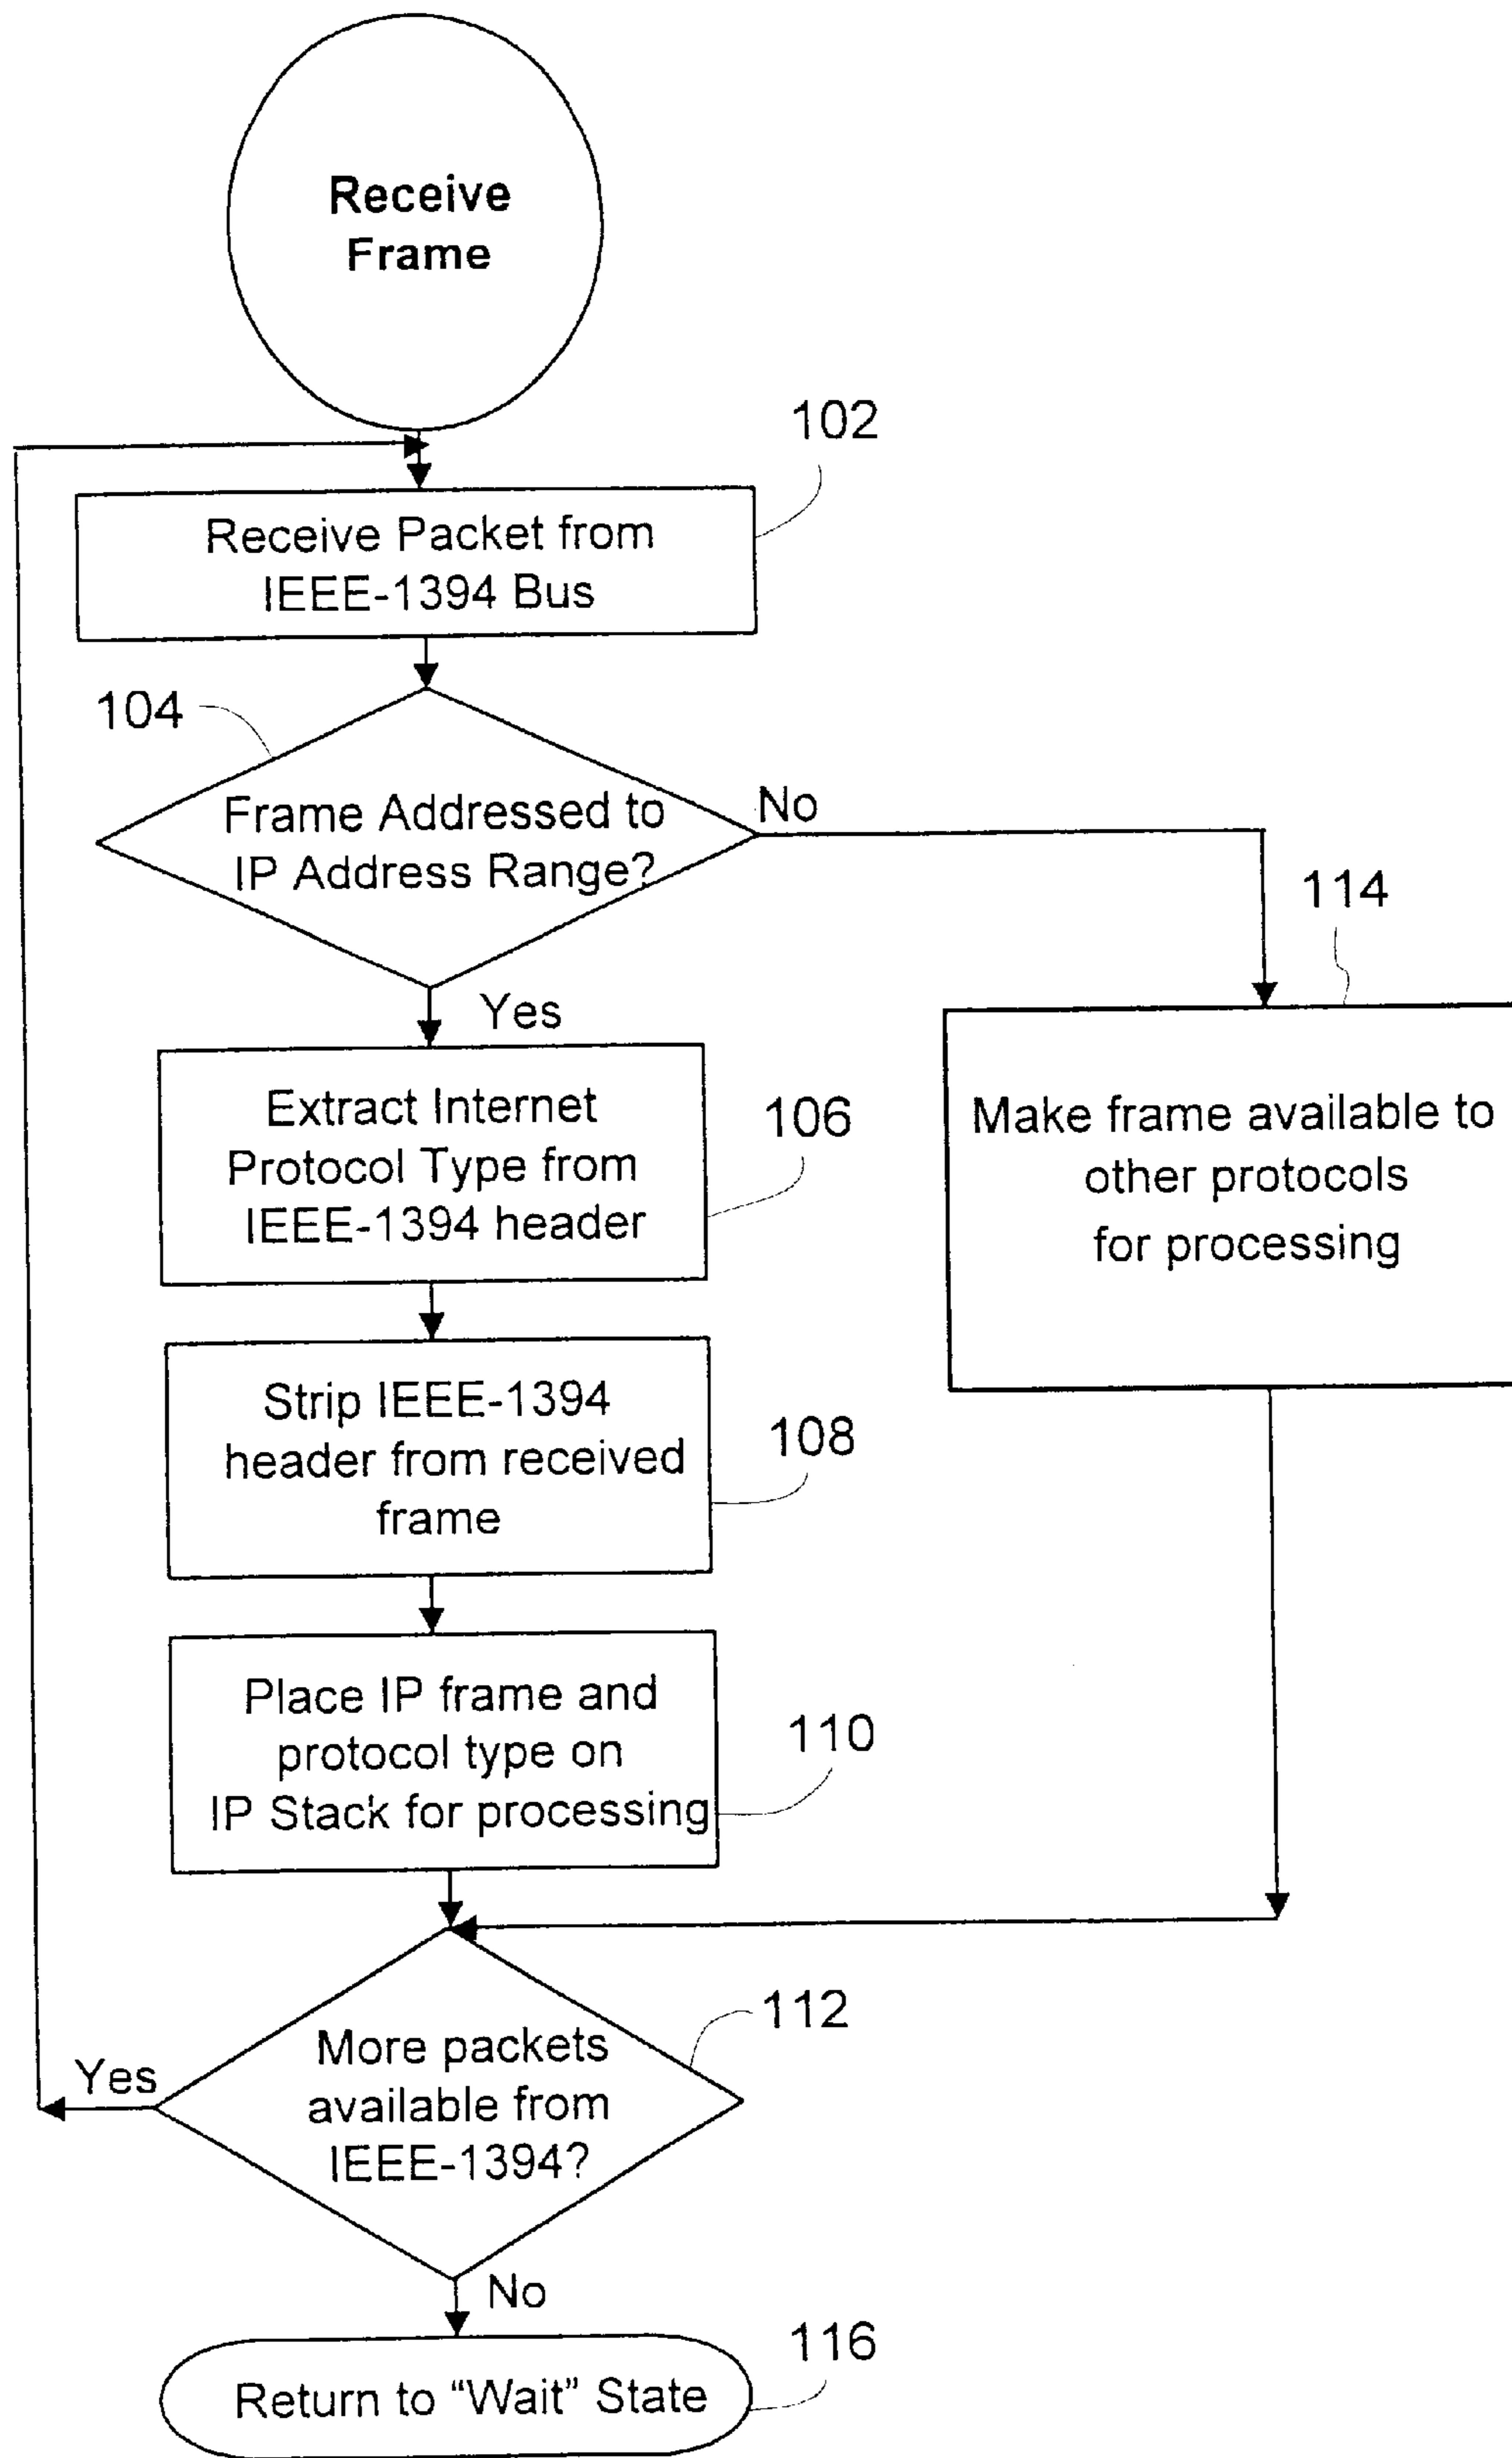 Receive
Frame
102
Receive Packet from
IEEE-1394 Bus
104
Frame Addressed to
IP Address Range?
No
114
Yes
Extract Internet
Protocol Type from
IEEE-1394 header
106
Make frame available to
other protocols
for processing
Strip IEEE-1394
header from received
frame
108
Place IP frame and
protocol type on
IP Stack for processing
110
112
More packets
available from
IEEE-1394?
Yes
No
116
Return to “Wait” State